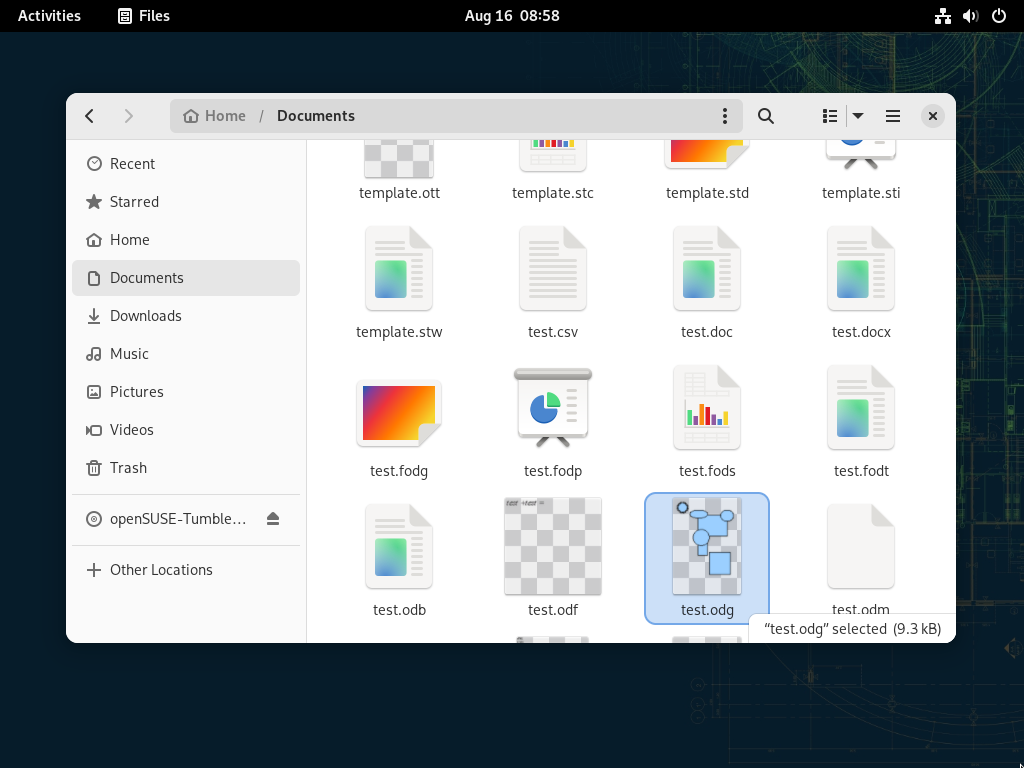 Activities Files Aug 16 08:58
Home / Documents
Recent
Starred
Home
Documents
Downloads
Music
Pictures
Videos
Trash
openSUSE-Tumble…
Other Locations
template.ott template.stc template.std template.sti
template.stw test.csv test.doc test.docx
test.fodg test.fodp test.fods test.fodt
test.odb test.odf test.odg test.odm
“test.odg” selected (9.3 kB)